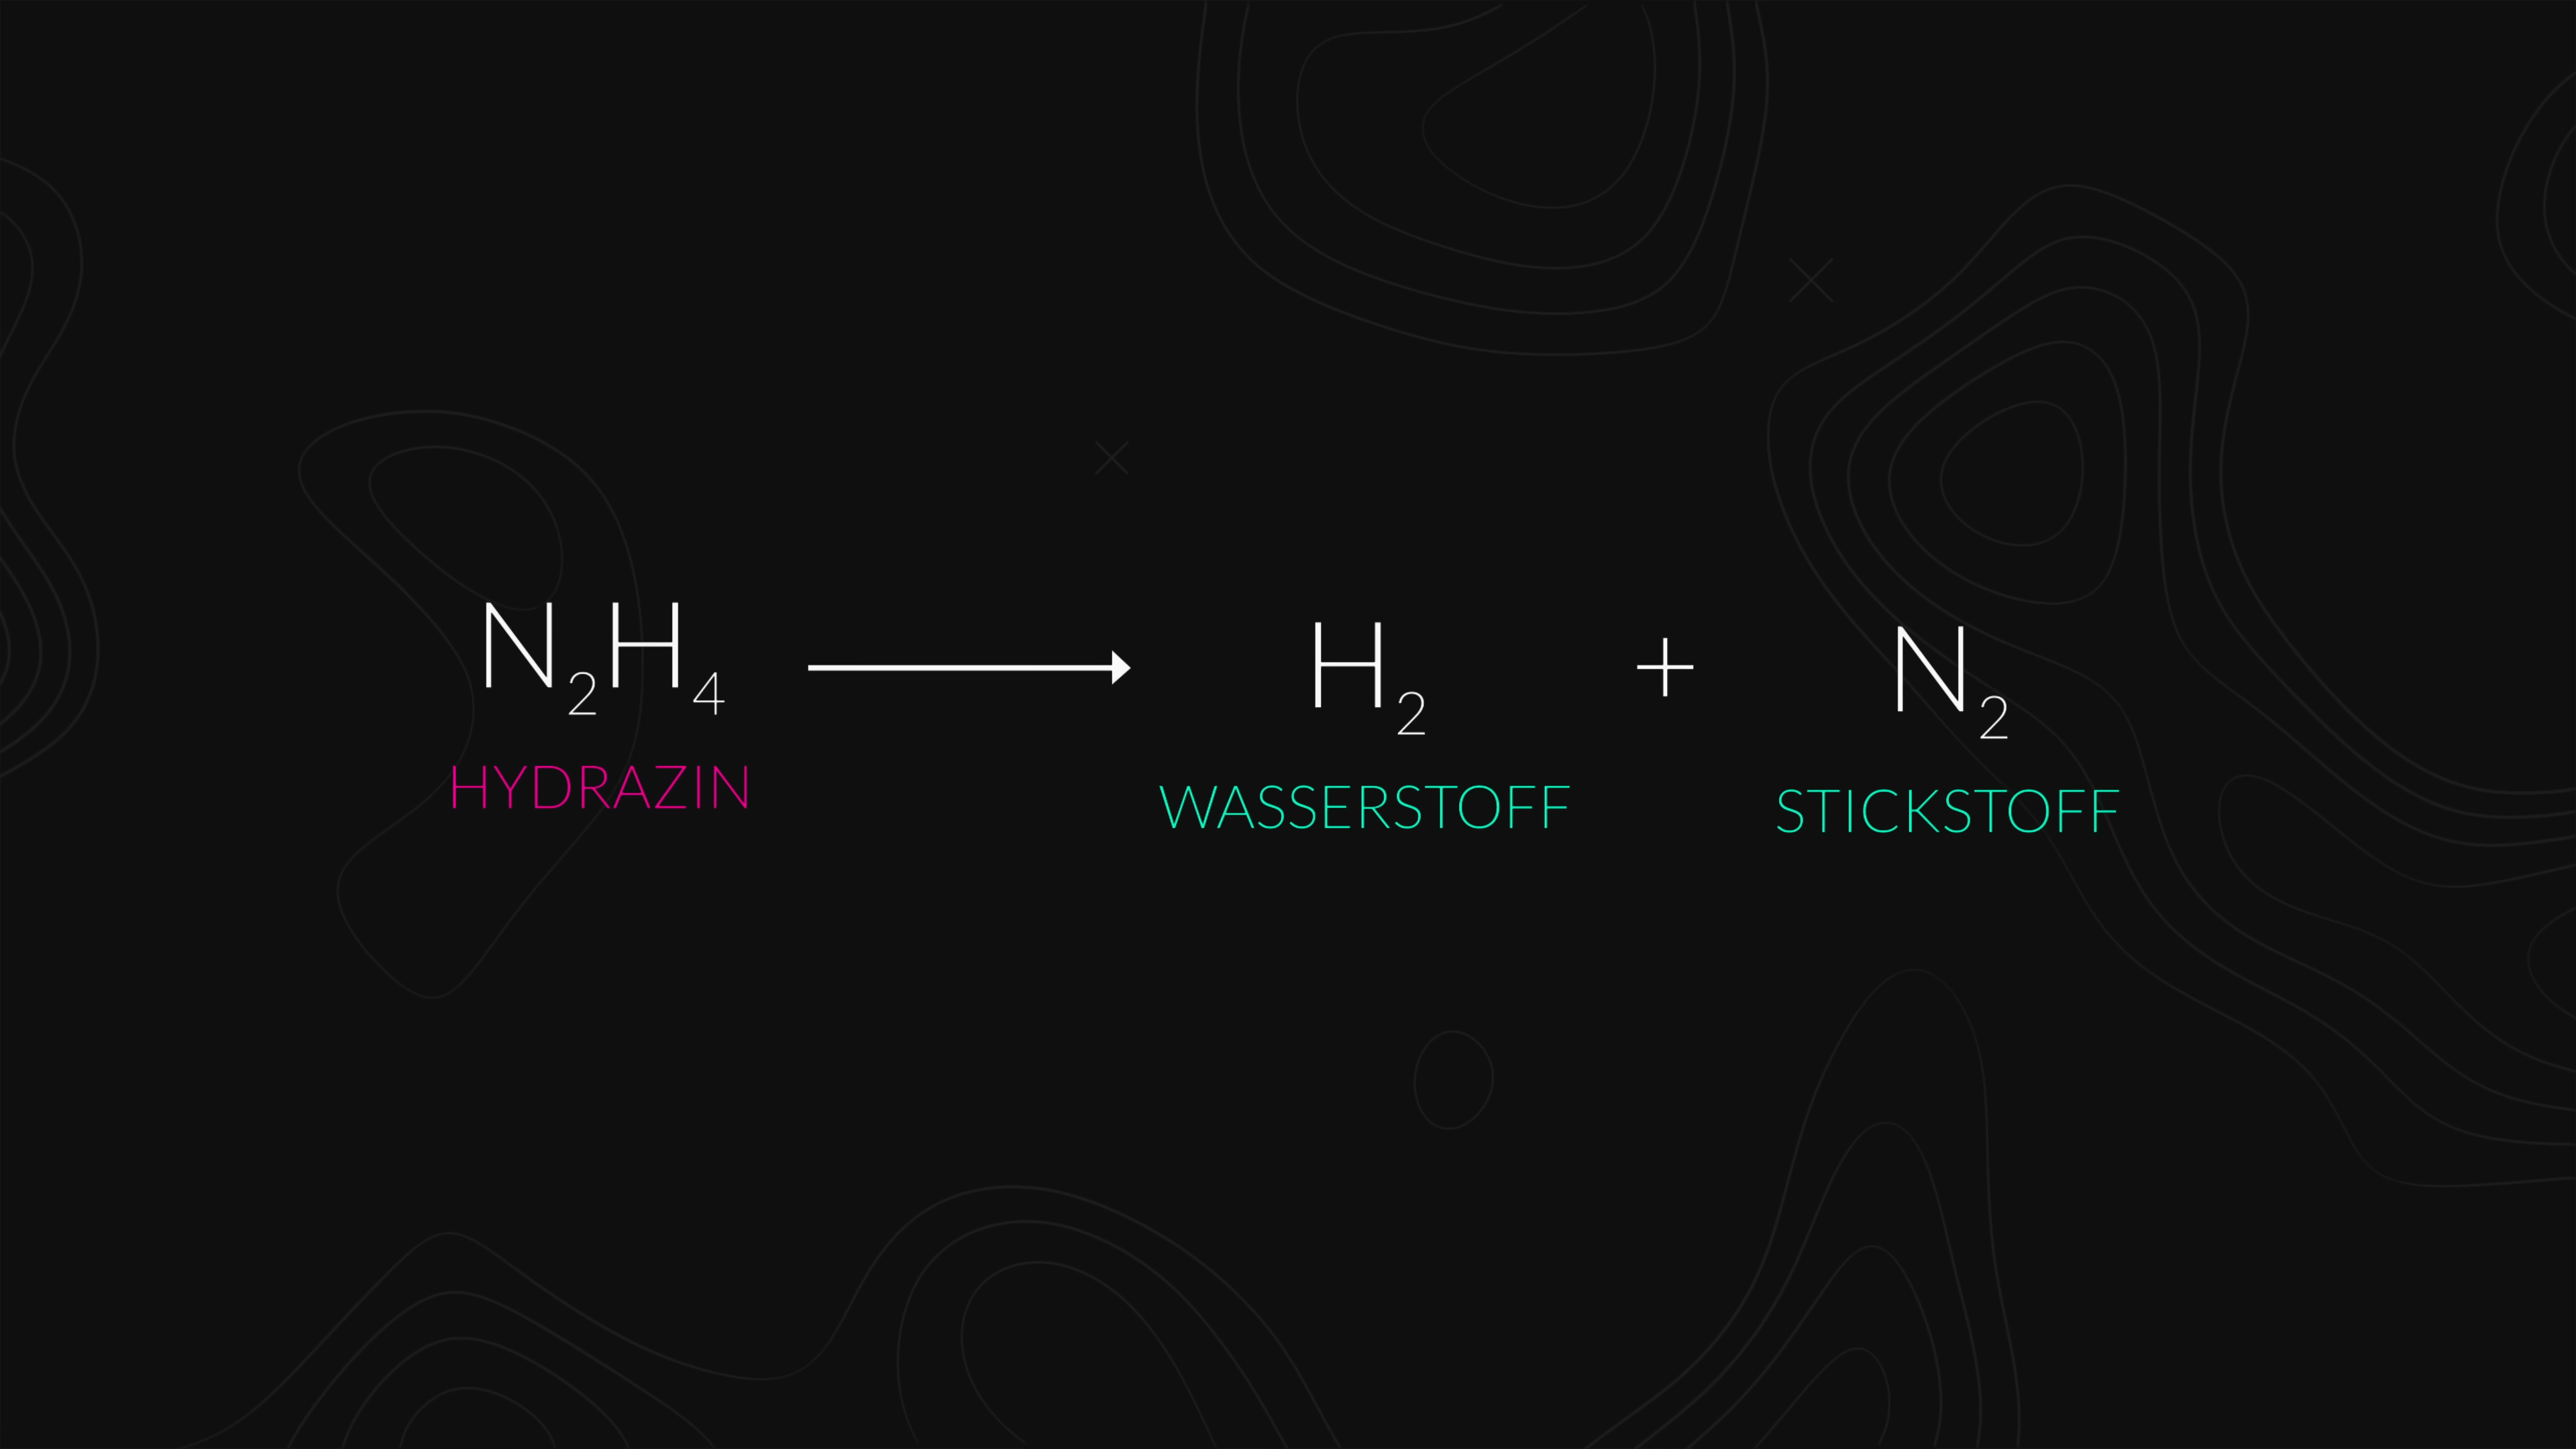 N₂H₄ → H₂ + N₂
HYDRAZIN WASSERSTOFF STICKSTOFF